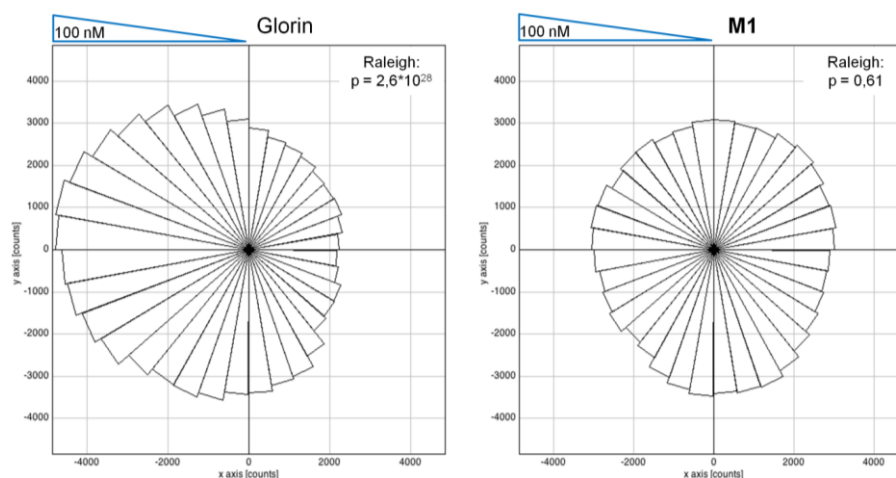 Glorin
100 nM
Raleigh:
p = 2,6*10²⁸
4000
3000
2000
1000
0
-1000
-2000
-3000
-4000
y axis [counts]
-4000 -2000 0 2000 4000
x axis [counts]
M1
100 nM
Raleigh:
p = 0,61
4000
3000
2000
1000
0
-1000
-2000
-3000
-4000
y axis [counts]
-4000 -2000 0 2000 4000
x axis [counts]